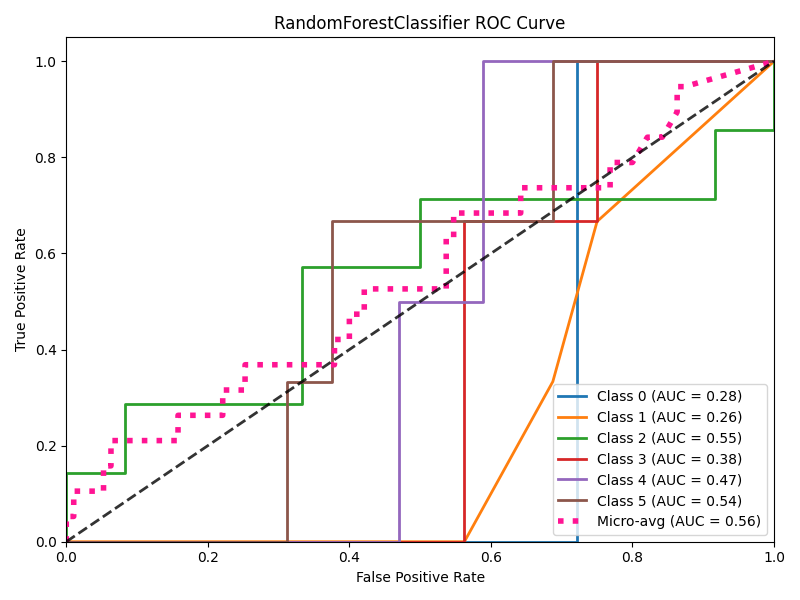 RandomForestClassifier ROC Curve
True Positive Rate
1.0
0.8
0.6
0.4
0.2
0.0
0.0 0.2 0.4 0.6 0.8 1.0
False Positive Rate
Class 0 (AUC = 0.28)
Class 1 (AUC = 0.26)
Class 2 (AUC = 0.55)
Class 3 (AUC = 0.38)
Class 4 (AUC = 0.47)
Class 5 (AUC = 0.54)
Micro-avg (AUC = 0.56)